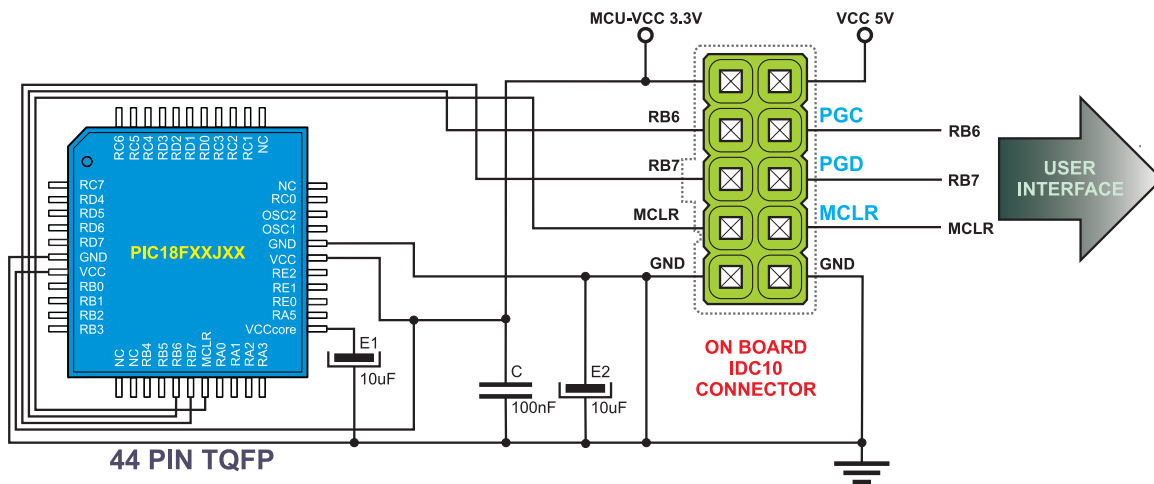 MCU-VCC 3.3V
VCC 5V
RB6
PGC
RB6
RB7
PGD
RB7
MCLR
MCLR
MCLR
GND
GND
USER
INTERFACE
ON BOARD
IDC10
CONNECTOR
RC6
RC5
RC4
RD3
RD2
RD1
RD0
RC3
RC2
RC1
NC
RC7
RD4
RD5
RD6
RD7
GND
VCC
RB0
RB1
RB2
RB3
PIC18FXXJXX
NC
RC0
OSC2
OSC1
GND
VCC
RE2
RE1
RE0
RA5
VCCcore
NC
NC
RB4
RB5
RB6
RB7
MCLR
RA0
RA1
RA2
RA3
E1
10uF
C
100nF
E2
10uF
44 PIN TQFP